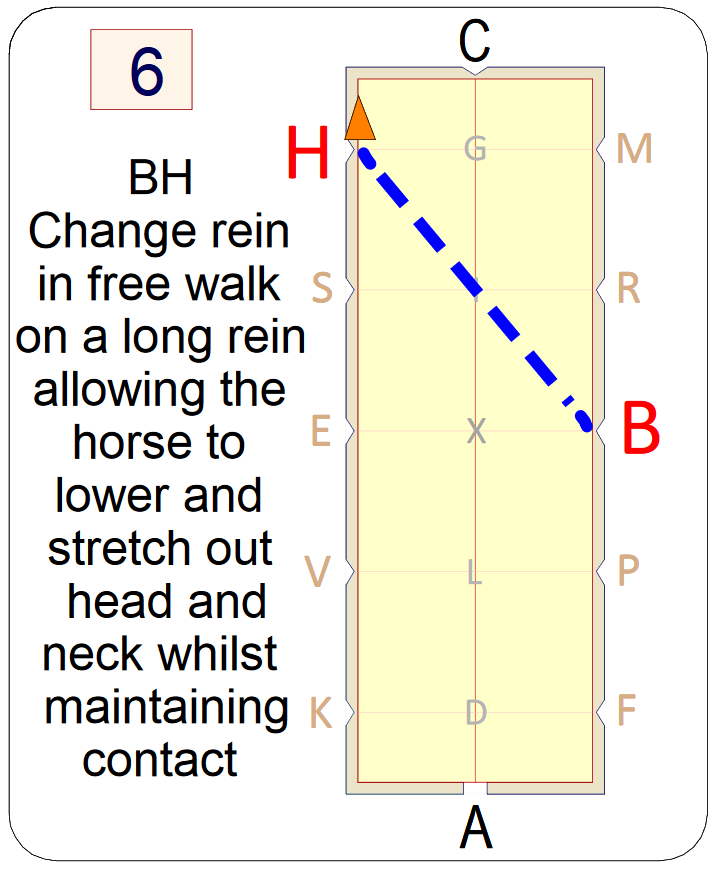 6
BH
Change rein
in free walk
on a long rein
allowing the
horse to
lower and
stretch out
head and
neck whilst
maintaining
contact
C
H G M
S I R
E X B
V L P
K D F
A